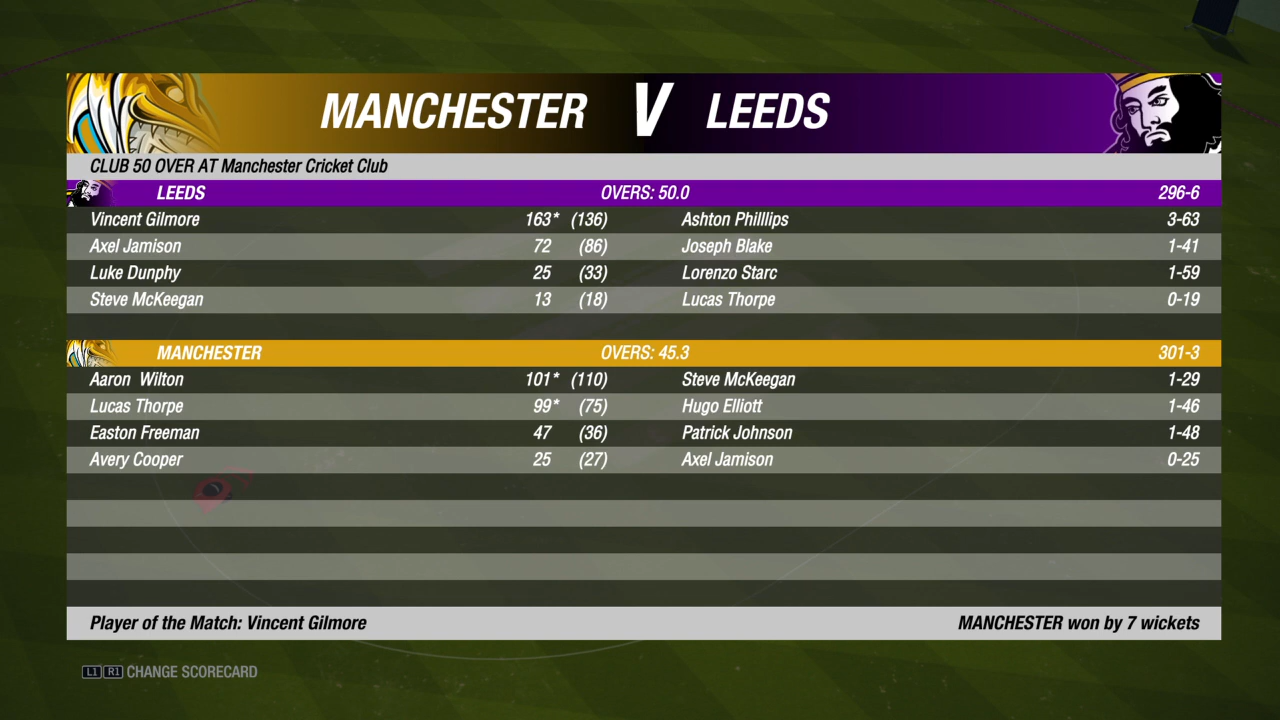 MANCHESTER V LEEDS
CLUB 50 OVER AT Manchester Cricket Club
LEEDS OVERS: 50.0 296-6
Vincent Gilmore 163* (136) Ashton Philllips 3-63
Axel Jamison 72 (86) Joseph Blake 1-41
Luke Dunphy 25 (33) Lorenzo Starc 1-59
Steve McKeegan 13 (18) Lucas Thorpe 0-19
MANCHESTER OVERS: 45.3 301-3
Aaron Wilton 101* (110) Steve McKeegan 1-29
Lucas Thorpe 99* (75) Hugo Elliott 1-46
Easton Freeman 47 (36) Patrick Johnson 1-48
Avery Cooper 25 (27) Axel Jamison 0-25
Player of the Match: Vincent Gilmore MANCHESTER won by 7 wickets
L1 R1 CHANGE SCORECARD